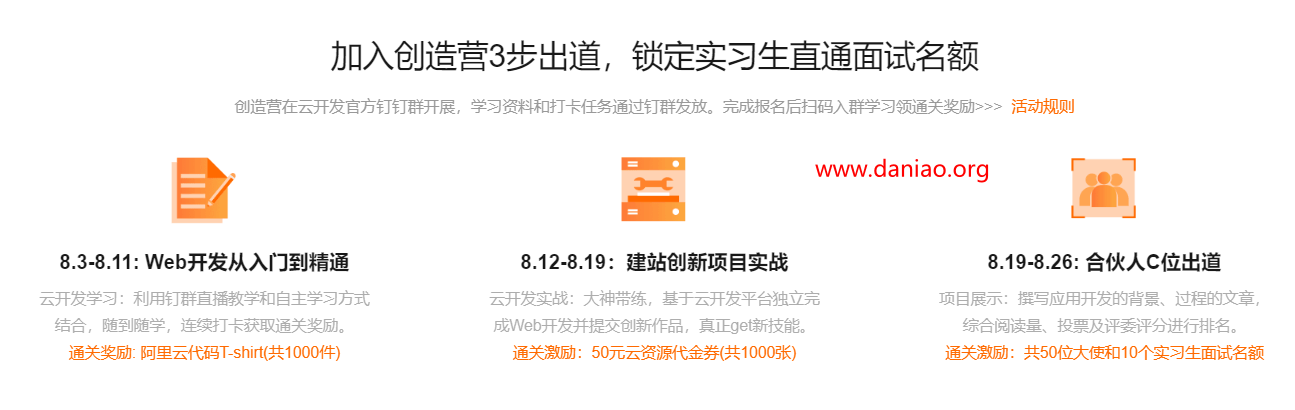 加入创造营3步出道，锁定实习生直通面试名额
创造营在云开发官方钉钉群开展，学习资料和打卡任务通过钉群发放。完成报名后扫码入群学习领通关奖励>>> 活动规则
www.daniao.org
8.3-8.11: Web开发从入门到精通
云开发学习：利用钉群直播教学和自主学习方式
结合，随到随学，连续打卡获取通关奖励。
通关奖励: 阿里云代码T-shirt(共1000件)
8.12-8.19：建站创新项目实战
云开发实战：大神带练，基于云开发平台独立完
成Web开发并提交创新作品，真正get新技能。
通关激励：50元云资源代金券(共1000张)
8.19-8.26: 合伙人C位出道
项目展示：撰写应用开发的背景、过程的文章，
综合阅读量、投票及评委评分进行排名。
通关激励：共50位大使和10个实习生面试名额